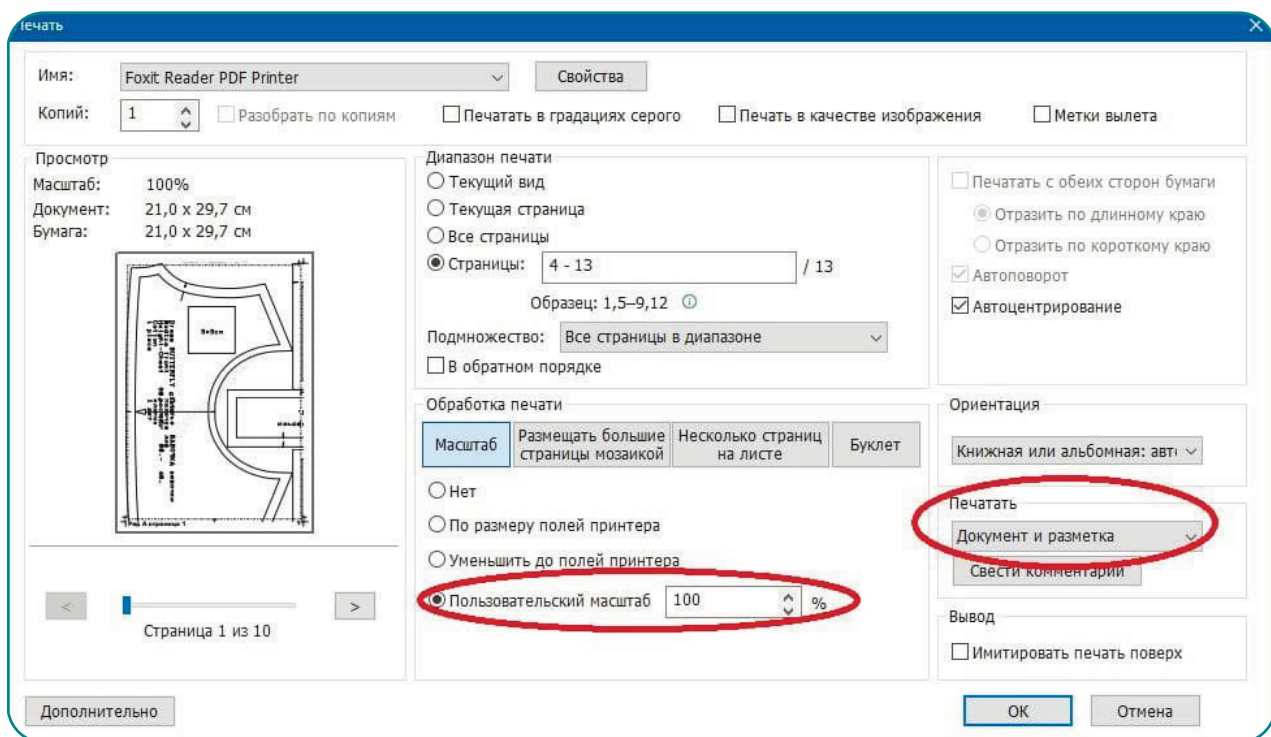 Печать
Имя: Foxit Reader PDF Printer Свойства
Копий: 1 Разобрать по копиям Печатать в градациях серого Печать в качестве изображения Метки вылета
Просмотр
Масштаб: 100%
Документ: 21,0 x 29,7 см
Бумага: 21,0 x 29,7 см
5x5см
Ряд А страница 1
< >
Страница 1 из 10
Диапазон печати
Текущий вид
Текущая страница
Все страницы
Страницы: 4 - 13 / 13
Образец: 1,5–9,12
Подмножество: Все страницы в диапазоне
В обратном порядке
Обработка печати
Масштаб
Размещать большие
страницы мозаикой
Несколько страниц
на листе
Буклет
Нет
По размеру полей принтера
Уменьшить до полей принтера
Пользовательский масштаб 100 %
Печатать с обеих сторон бумаги
Отразить по длинному краю
Отразить по короткому краю
Автоповорот
Автоцентрирование
Ориентация
Книжная или альбомная: авт
Печатать
Документ и разметка
Свести комментарии
Вывод
Имитировать печать поверх
Дополнительно
ОК
Отмена